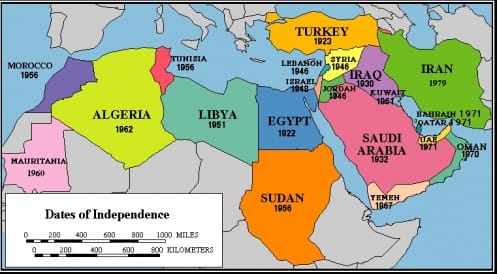 TURKEY
1923
MOROCCO
1956
TUNISIA
1956
LEBANON
1946
SYRIA
1946
IRAQ
1930
IRAN
1979
ISRAEL
1948
JORDAN
1946
KUWAIT
1961
ALGERIA
1962
LIBYA
1951
EGYPT
1922
BAHRAIN 1971
QATAR 1971
UAE
1971
OMAN
1970
SAUDI
ARABIA
1932
MAURITANIA
1960
SUDAN
1956
YEMEN
1967
Dates of Independence
0 200 400 600 800 1000 MILES
0 200 400 600 800 KILOMETERS